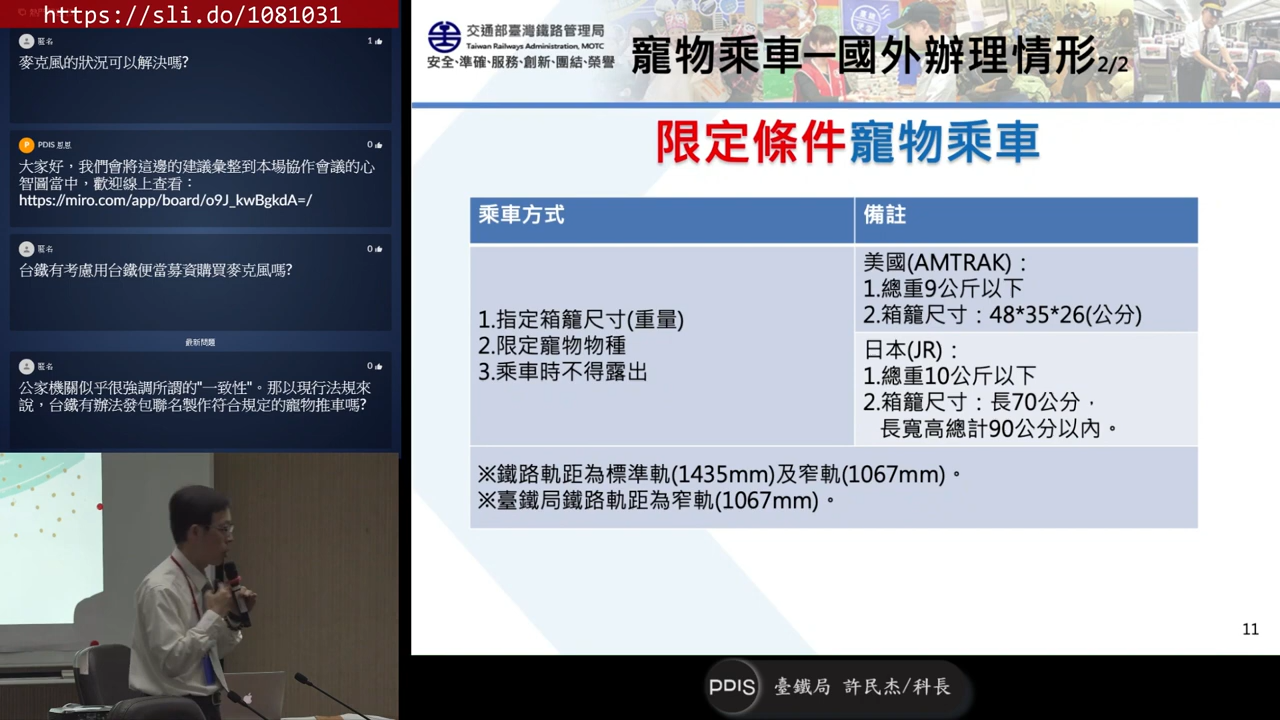 https://sli.do/1081031
匿名
1
麥克風的狀況可以解決嗎?
P
PDIS 恩恩
0
大家好，我們會將這邊的建議彙整到本場協作會議的心
智圖當中，歡迎線上查看：
https://miro.com/app/board/o9J_kwBgkdA=/
匿名
0
台鐵有考慮用台鐵便當募資購買麥克風嗎?
最新問題
匿名
0
公家機關似乎很強調所謂的"一致性"。那以現行法規來
說，台鐵有辦法發包聯名製作符合規定的寵物推車嗎?
交通部臺灣鐵路管理局
Taiwan Railways Administration, MOTC
安全、準確、服務、創新、團結、榮譽
寵物乘車─國外辦理情形2/2
限定條件寵物乘車
乘車方式
備註
1.指定箱籠尺寸(重量)
2.限定寵物物種
3.乘車時不得露出
美國(AMTRAK)：
1.總重9公斤以下
2.箱籠尺寸：48*35*26(公分)
日本(JR)：
1.總重10公斤以下
2.箱籠尺寸：長70公分，
長寬高總計90公分以內。
※鐵路軌距為標準軌(1435mm)及窄軌(1067mm)。
※臺鐵局鐵路軌距為窄軌(1067mm)。
11
PDIS 臺鐵局 許民杰/科長